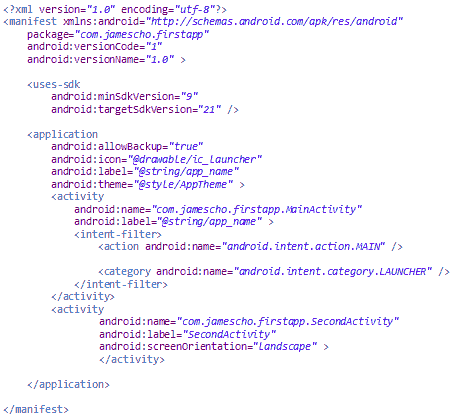 <?xml version="1.0" encoding="utf-8"?>
<manifest xmlns:android="http://schemas.android.com/apk/res/android"
    package="com.jamescho.firstapp"
    android:versionCode="1"
    android:versionName="1.0" >

    <uses-sdk
        android:minSdkVersion="9"
        android:targetSdkVersion="21" />

    <application
        android:allowBackup="true"
        android:icon="@drawable/ic_launcher"
        android:label="@string/app_name"
        android:theme="@style/AppTheme" >
        <activity
            android:name="com.jamescho.firstapp.MainActivity"
            android:label="@string/app_name" >
            <intent-filter>
                <action android:name="android.intent.action.MAIN" />

                <category android:name="android.intent.category.LAUNCHER" />
            </intent-filter>
        </activity>
        <activity
                android:name="com.jamescho.firstapp.SecondActivity"
                android:label="SecondActivity"
                android:screenOrientation="landscape" >
                </activity>

    </application>

</manifest>